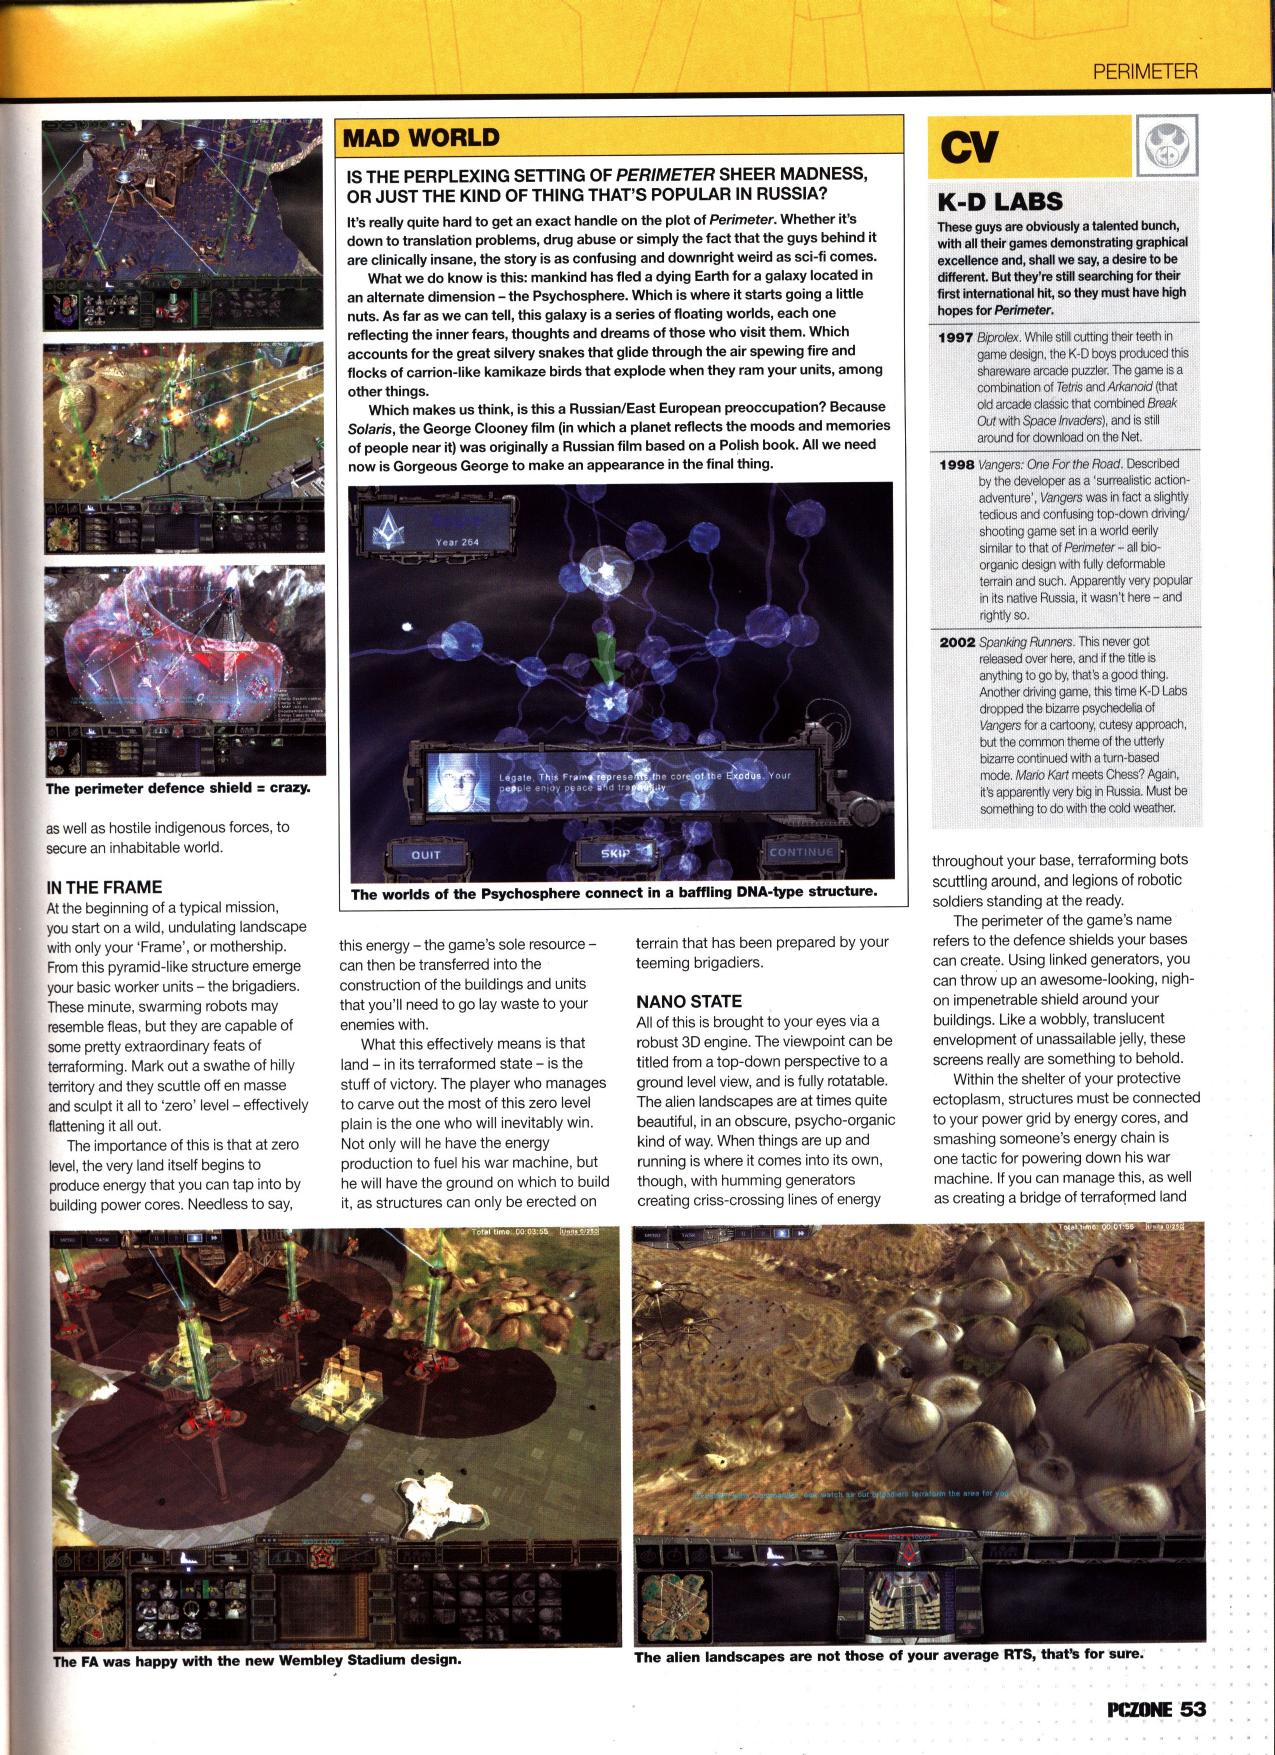 PERIMETER
The perimeter defence shield = crazy.
as well as hostile indigenous forces, to
secure an inhabitable world.
IN THE FRAME
At the beginning of a typical mission,
you start on a wild, undulating landscape
with only your 'Frame', or mothership.
From this pyramid-like structure emerge
your basic worker units – the brigadiers.
These minute, swarming robots may
resemble fleas, but they are capable of
some pretty extraordinary feats of
terraforming. Mark out a swathe of hilly
territory and they scuttle off en masse
and sculpt it all to 'zero' level – effectively
flattening it all out.
The importance of this is that at zero
level, the very land itself begins to
produce energy that you can tap into by
building power cores. Needless to say,
MAD WORLD
IS THE PERPLEXING SETTING OF PERIMETER SHEER MADNESS,
OR JUST THE KIND OF THING THAT'S POPULAR IN RUSSIA?
It's really quite hard to get an exact handle on the plot of Perimeter. Whether it's
down to translation problems, drug abuse or simply the fact that the guys behind it
are clinically insane, the story is as confusing and downright weird as sci-fi comes.
What we do know is this: mankind has fled a dying Earth for a galaxy located in
an alternate dimension – the Psychosphere. Which is where it starts going a little
nuts. As far as we can tell, this galaxy is a series of floating worlds, each one
reflecting the inner fears, thoughts and dreams of those who visit them. Which
accounts for the great silvery snakes that glide through the air spewing fire and
flocks of carrion-like kamikaze birds that explode when they ram your units, among
other things.
Which makes us think, is this a Russian/East European preoccupation? Because
Solaris, the George Clooney film (in which a planet reflects the moods and memories
of people near it) was originally a Russian film based on a Polish book. All we need
now is Gorgeous George to make an appearance in the final thing.
Year 264
Legate, This Frame represents the core of the Exodus. Your
people enjoy peace and tranquility.
QUIT
SKIP
CONTINUE
The worlds of the Psychosphere connect in a baffling DNA-type structure.
this energy – the game's sole resource –
can then be transferred into the
construction of the buildings and units
that you'll need to go lay waste to your
enemies with.
What this effectively means is that
land – in its terraformed state – is the
stuff of victory. The player who manages
to carve out the most of this zero level
plain is the one who will inevitably win.
Not only will he have the energy
production to fuel his war machine, but
he will have the ground on which to build
it, as structures can only be erected on
terrain that has been prepared by your
teeming brigadiers.
NANO STATE
All of this is brought to your eyes via a
robust 3D engine. The viewpoint can be
titled from a top-down perspective to a
ground level view, and is fully rotatable.
The alien landscapes are at times quite
beautiful, in an obscure, psycho-organic
kind of way. When things are up and
running is where it comes into its own,
though, with humming generators
creating criss-crossing lines of energy
CV
K-D LABS
These guys are obviously a talented bunch,
with all their games demonstrating graphical
excellence and, shall we say, a desire to be
different. But they're still searching for their
first international hit, so they must have high
hopes for Perimeter.
1997 Biprolex. While still cutting their teeth in
game design, the K-D boys produced this
shareware arcade puzzler. The game is a
combination of Tetris and Arkanoid (that
old arcade classic that combined Break
Out with Space Invaders), and is still
around for download on the Net.
1998 Vangers: One For the Road. Described
by the developer as a 'surrealistic action-
adventure', Vangers was in fact a slightly
tedious and confusing top-down driving/
shooting game set in a world eerily
similar to that of Perimeter – all bio-
organic design with fully deformable
terrain and such. Apparently very popular
in its native Russia, it wasn't here – and
rightly so.
2002 Spanking Runners. This never got
released over here, and if the title is
anything to go by, that's a good thing.
Another driving game, this time K-D Labs
dropped the bizarre psychedelia of
Vangers for a cartoony, cutesy approach,
but the common theme of the utterly
bizarre continued with a turn-based
mode. Mario Kart meets Chess? Again,
it's apparently very big in Russia. Must be
something to do with the cold weather.
throughout your base, terraforming bots
scuttling around, and legions of robotic
soldiers standing at the ready.
The perimeter of the game's name
refers to the defence shields your bases
can create. Using linked generators, you
can throw up an awesome-looking, nigh-
on impenetrable shield around your
buildings. Like a wobbly, translucent
envelopment of unassailable jelly, these
screens really are something to behold.
Within the shelter of your protective
ectoplasm, structures must be connected
to your power grid by energy cores, and
smashing someone's energy chain is
one tactic for powering down his war
machine. If you can manage this, as well
as creating a bridge of terraformed land
MENU TASK
Total time: 00:03:55 Units 0/250
The FA was happy with the new Wembley Stadium design.
MENU TASK
Total time: 00:01:56 Units 0/250
Commander, now watch as our brigadiers terraform the area for you
The alien landscapes are not those of your average RTS, that's for sure.
PCZONE 53